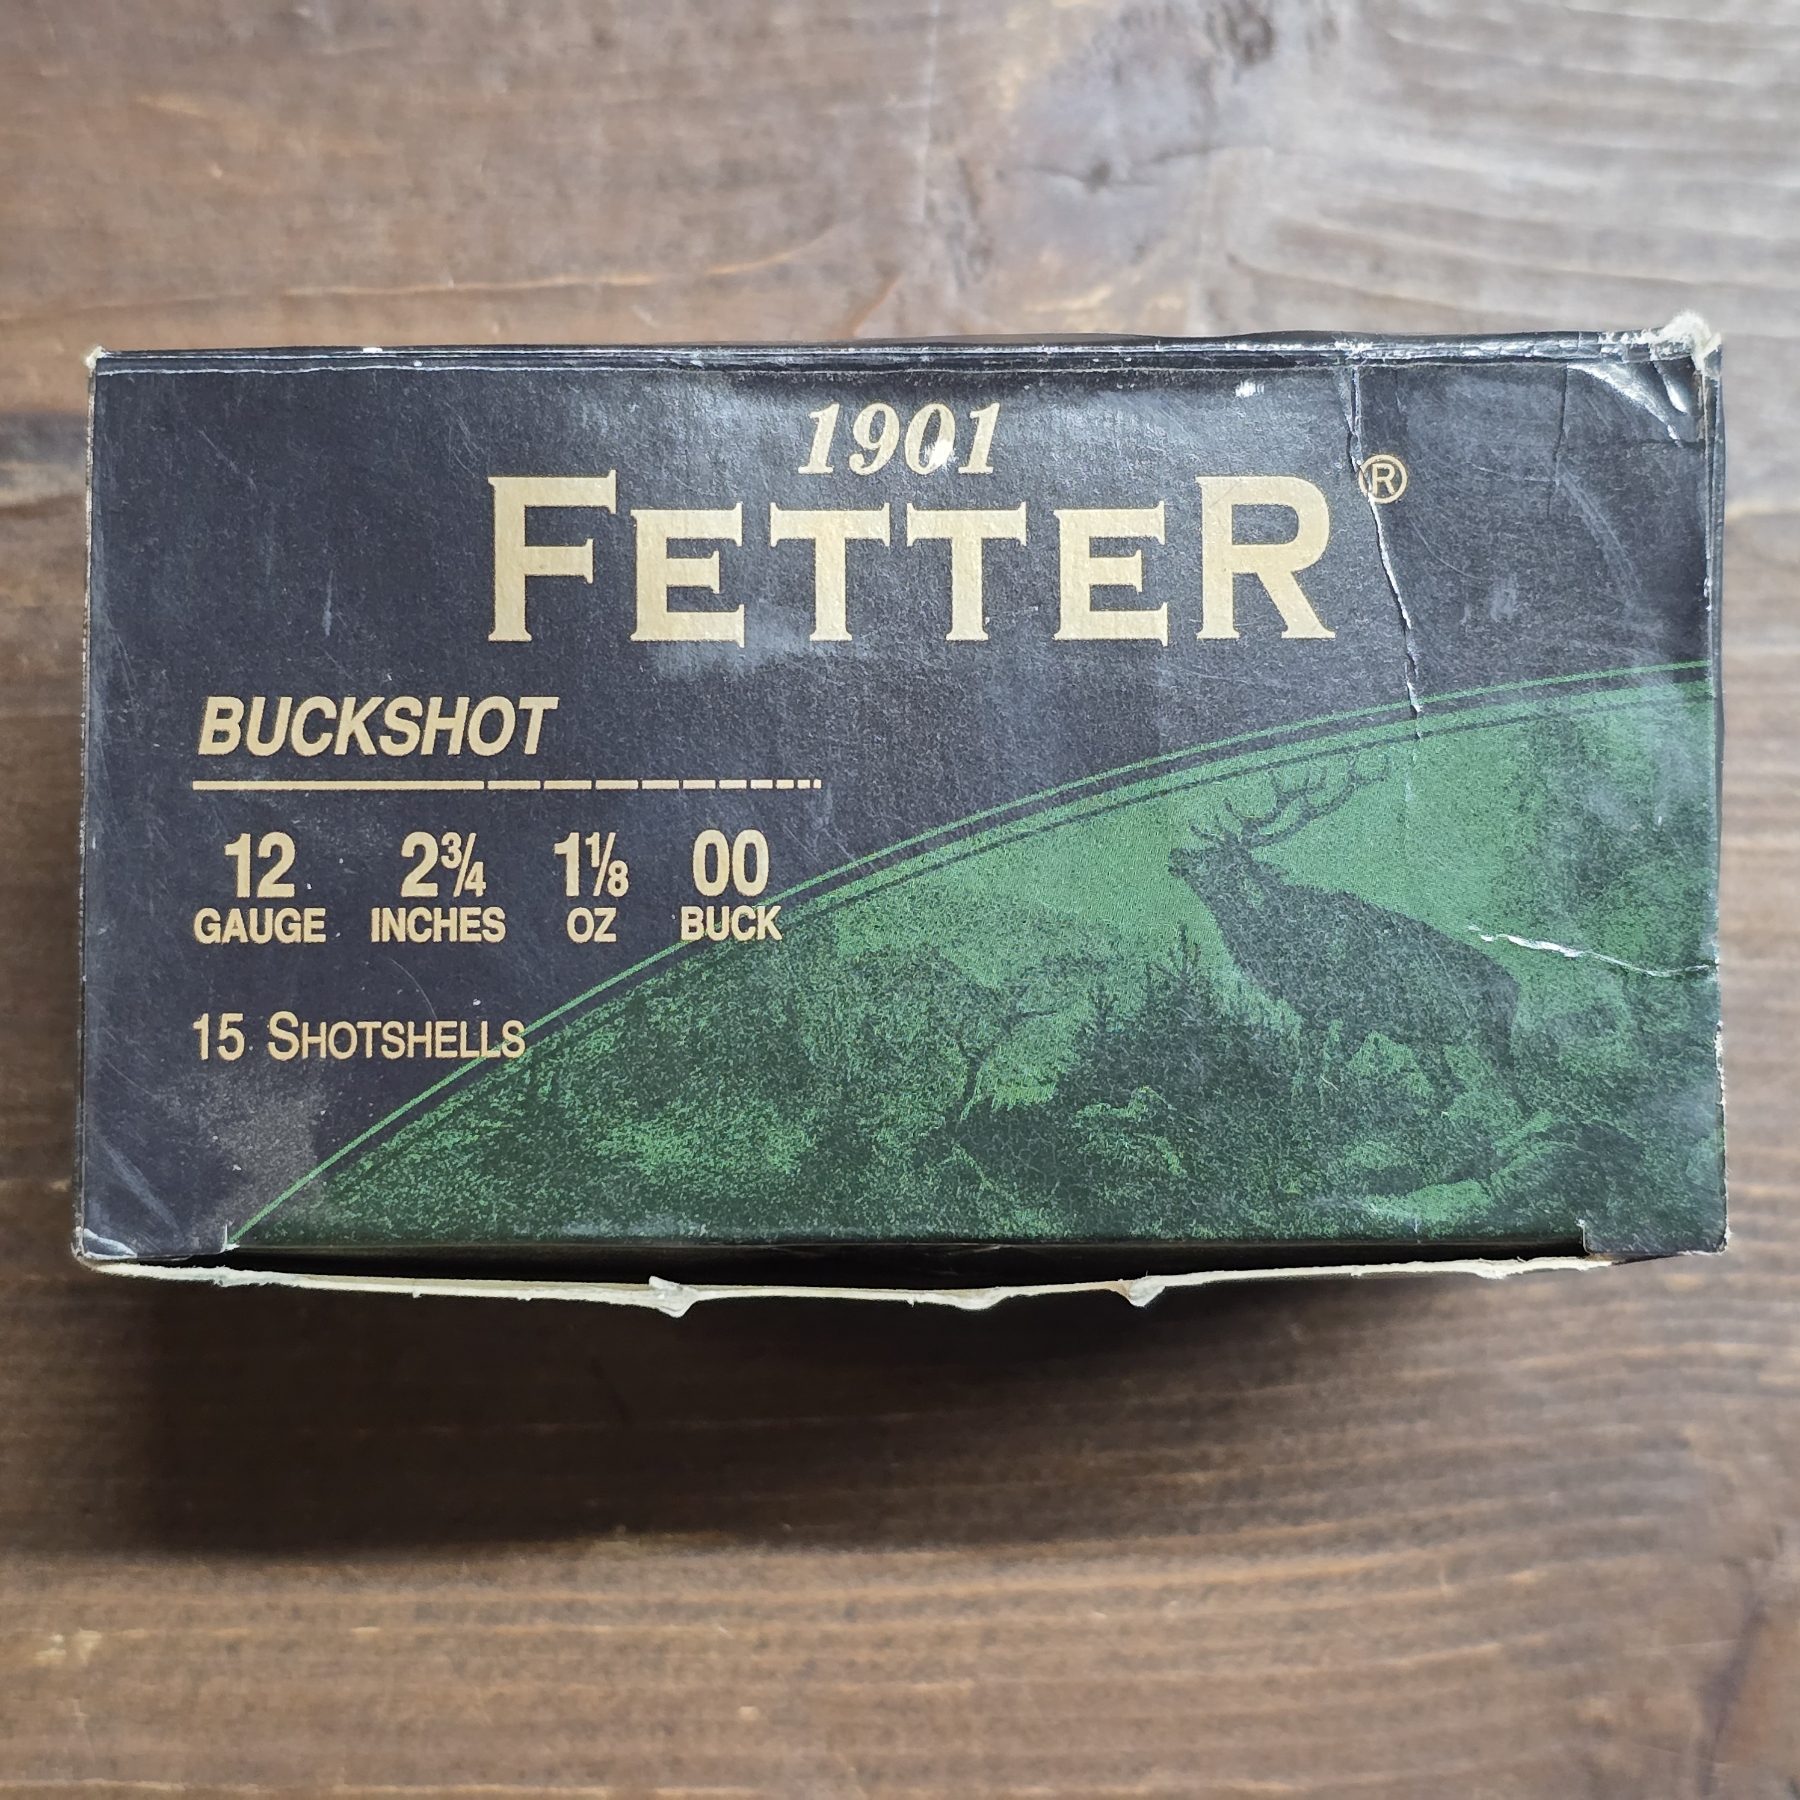 1901
FETTER®
BUCKSHOT
12 2¾ 1⅛ 00
GAUGE INCHES OZ BUCK
15 SHOTSHELLS